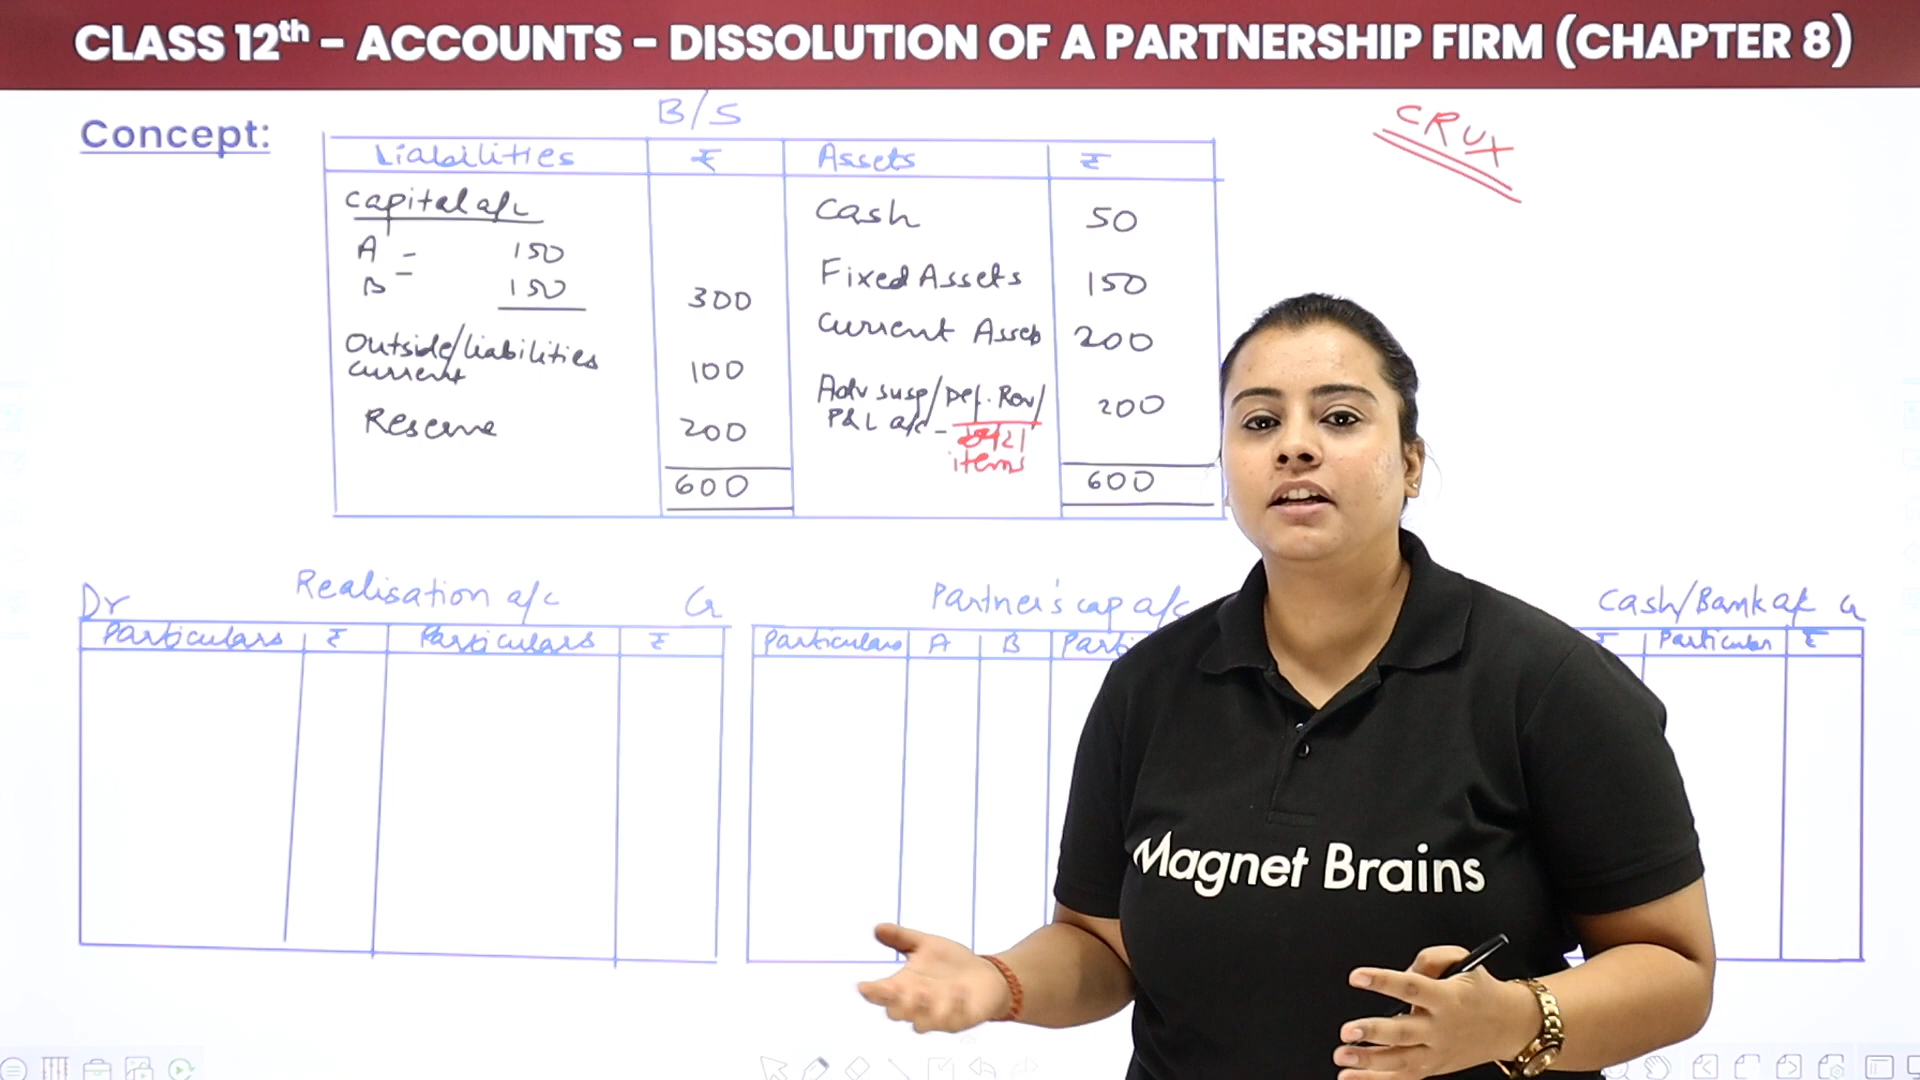 CLASS 12th - ACCOUNTS - DISSOLUTION OF A PARTNERSHIP FIRM (CHAPTER 8)
Concept:
B/S
CRUX
Liabilities ₹ Assets ₹
Capital a/c
Cash 50
A - 150
B - 150 300
Fixed Assets 150
Current Assets 200
Outside/liabilities
current 100
Adv susp/Def. Rev/
P&L a/c - 200
items
Reserve 200
600 600
Dr Realisation a/c Cr
Particulars ₹ Particulars ₹
Partner's cap a/c
Particulars A B Parti
Cash/Bank a/c Cr
₹ Particular ₹
Magnet Brains